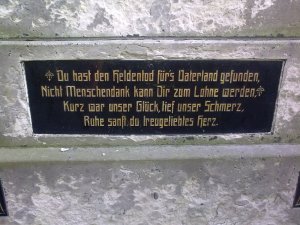 Du hast den Heldentod für's Vaterland gefunden,
Nicht Menschendank kann Dir zum Lohne werden,
Kurz war unser Glück, tief unser Schmerz,
Ruhe sanft du treugeliebtes Herz.